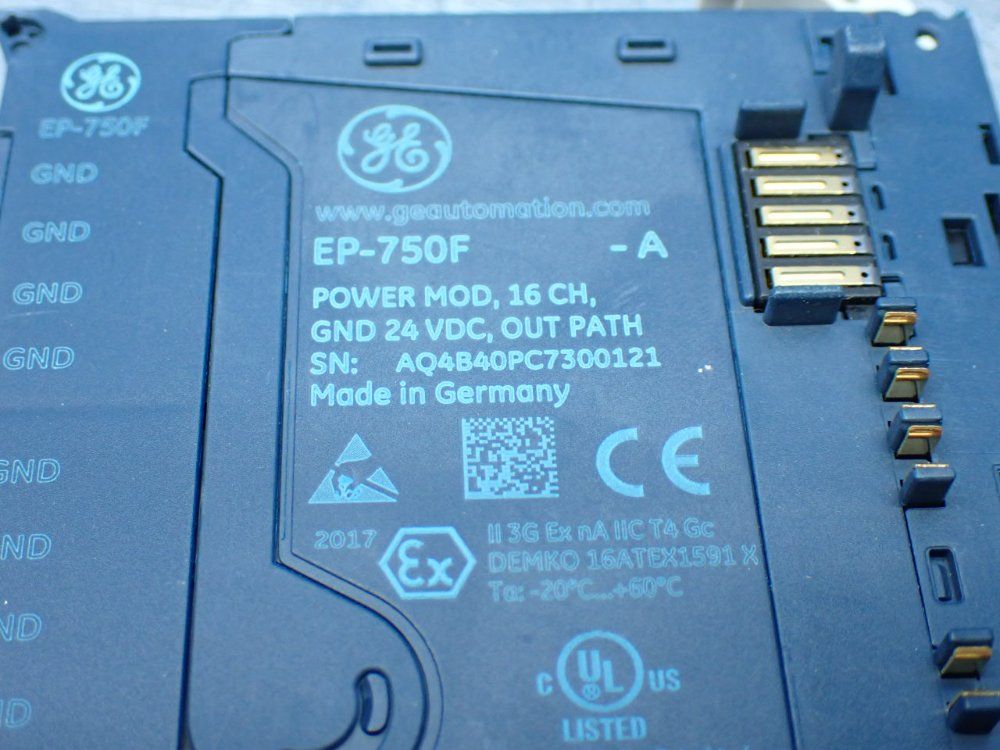 GE
EP-750F
GND
GND
GND
GND
GND
ND
ND
GE
www.geautomation.com
EP-750F - A
POWER MOD, 16 CH,
GND 24 VDC, OUT PATH
SN: AQ4B40PC7300121
Made in Germany
CE
2017
Ex
II 3G Ex nA IIC T4 Gc
DEMKO 16ATEX1591 X
Ta: -20°C...+60°C
C UL ® US
LISTED